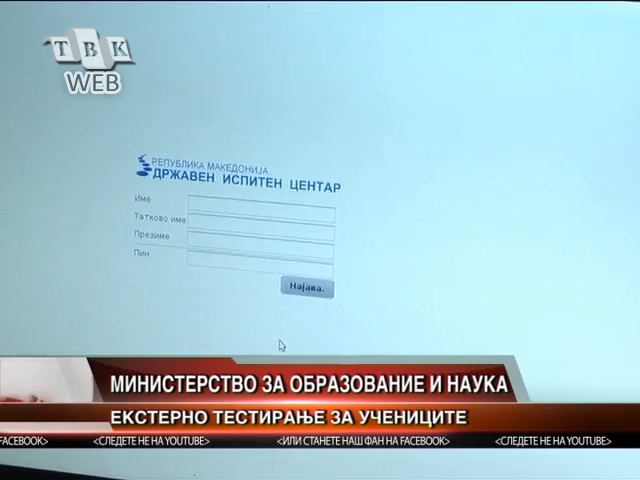 ТВК
WEB
РЕПУБЛИКА МАКЕДОНИЈА
ДРЖАВЕН ИСПИТЕН ЦЕНТАР
Име
Татково име
Презиме
Пин
Најава.
МИНИСТЕРСТВО ЗА ОБРАЗОВАНИЕ И НАУКА
ЕКСТЕРНО ТЕСТИРАЊЕ ЗА УЧЕНИЦИТЕ
FACEBOOK> <СЛЕДЕТЕ НЕ НА YOUTUBE> <ИЛИ СТАНЕТЕ НАШ ФАН НА FACEBOOK> <СЛЕДЕТЕ НЕ НА YOUTUBE>